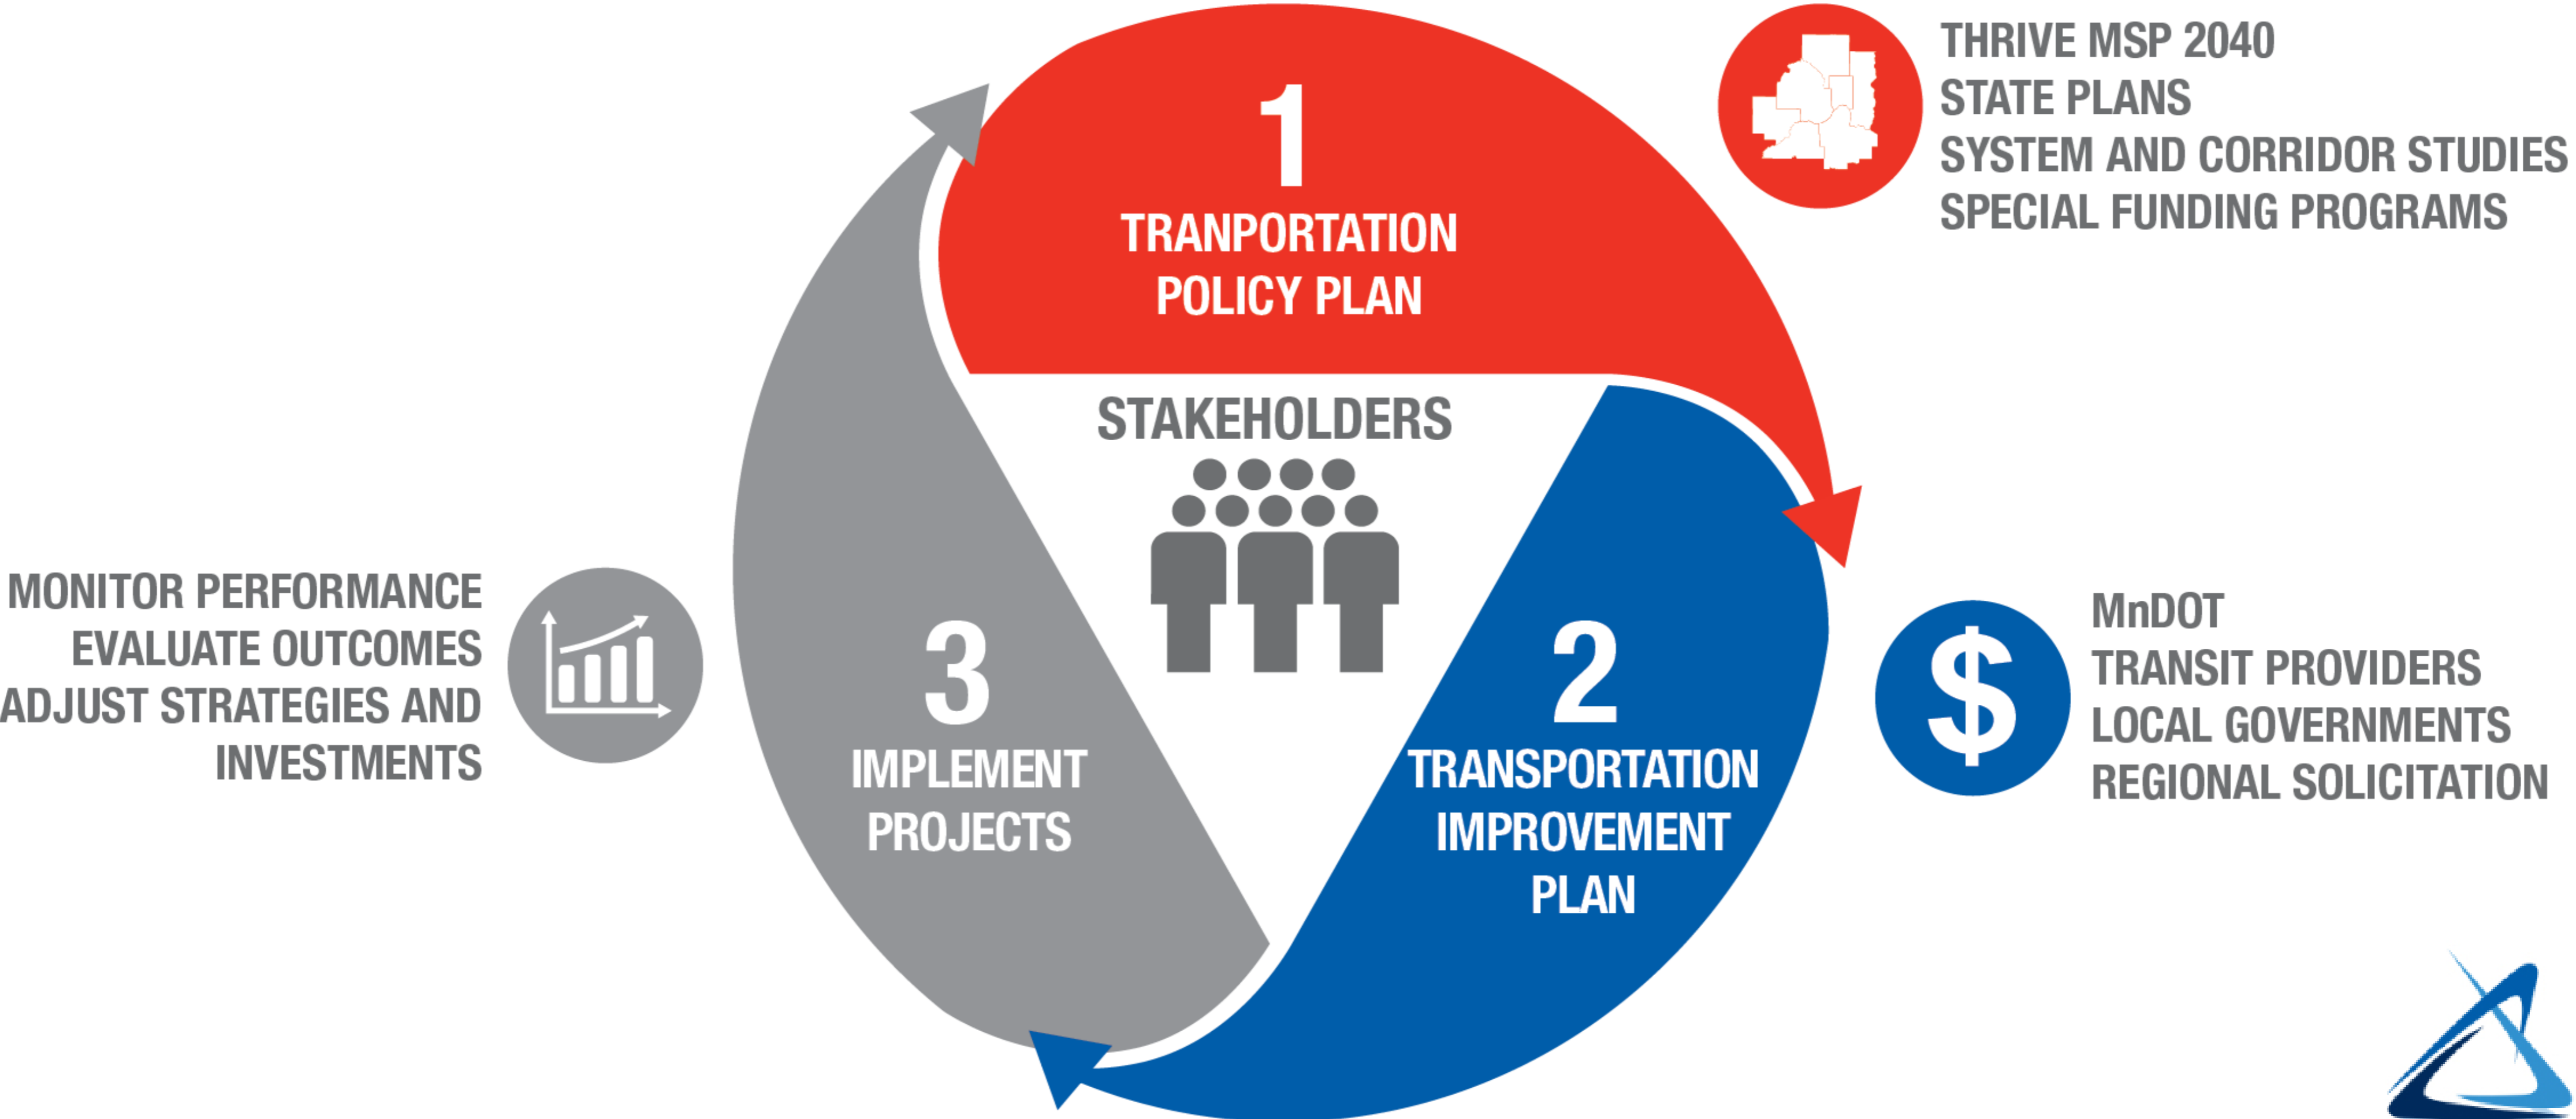 1
TRANPORTATION
POLICY PLAN
THRIVE MSP 2040
STATE PLANS
SYSTEM AND CORRIDOR STUDIES
SPECIAL FUNDING PROGRAMS
STAKEHOLDERS
2
TRANSPORTATION
IMPROVEMENT
PLAN
$
MnDOT
TRANSIT PROVIDERS
LOCAL GOVERNMENTS
REGIONAL SOLICITATION
3
IMPLEMENT
PROJECTS
MONITOR PERFORMANCE
EVALUATE OUTCOMES
ADJUST STRATEGIES AND
INVESTMENTS